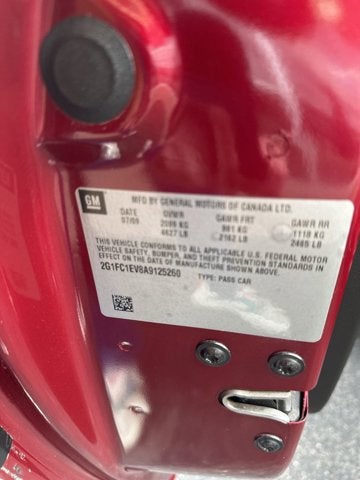 GM
MFD BY GENERAL MOTORS OF CANADA LTD.
DATE GVWR GAWR FRT GAWR RR
07/09 2099 KG 981 KG 1118 KG
4627 LB 2162 LB 2465 LB
THIS VEHICLE CONFORMS TO ALL APPLICABLE U.S. FEDERAL MOTOR
VEHICLE SAFETY, BUMPER, AND THEFT PREVENTION STANDARDS IN
EFFECT ON THE DATE OF MANUFACTURE SHOWN ABOVE.
2G1FC1EV8A9125260 TYPE: PASS CAR